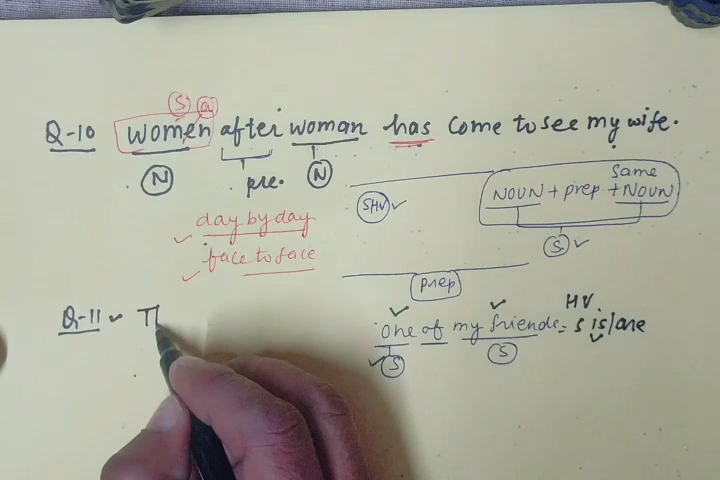 S a
Q-10 women after woman has come to see my wife.
N pre. N
same
SHV NOUN + prep + NOUN
S
day by day
face to face
prep
Q-11 T
HV
one of my friends = s is/are
S S